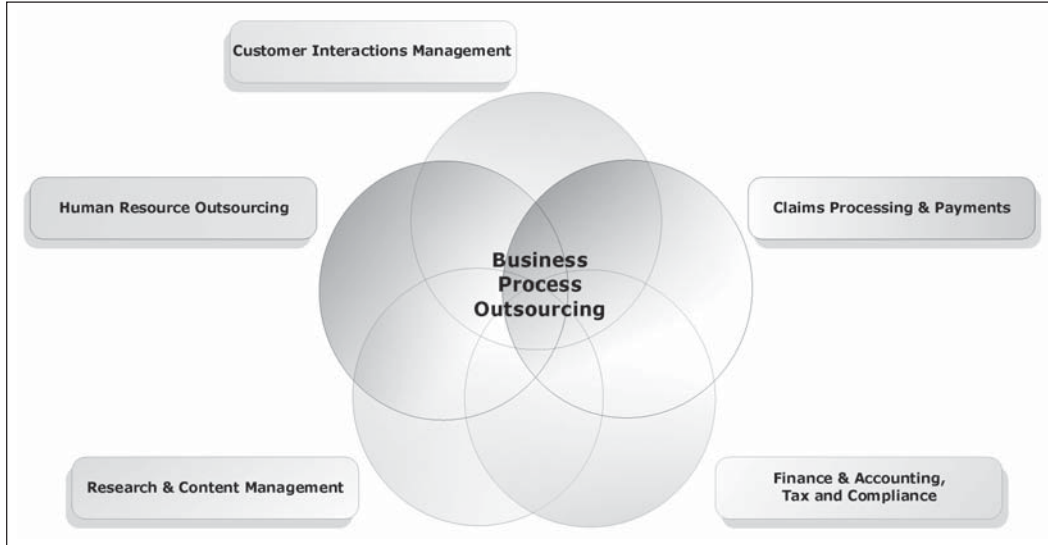 Customer Interactions Management
Human Resource Outsourcing
Claims Processing & Payments
Business
Process
Outsourcing
Research & Content Management
Finance & Accounting,
Tax and Compliance